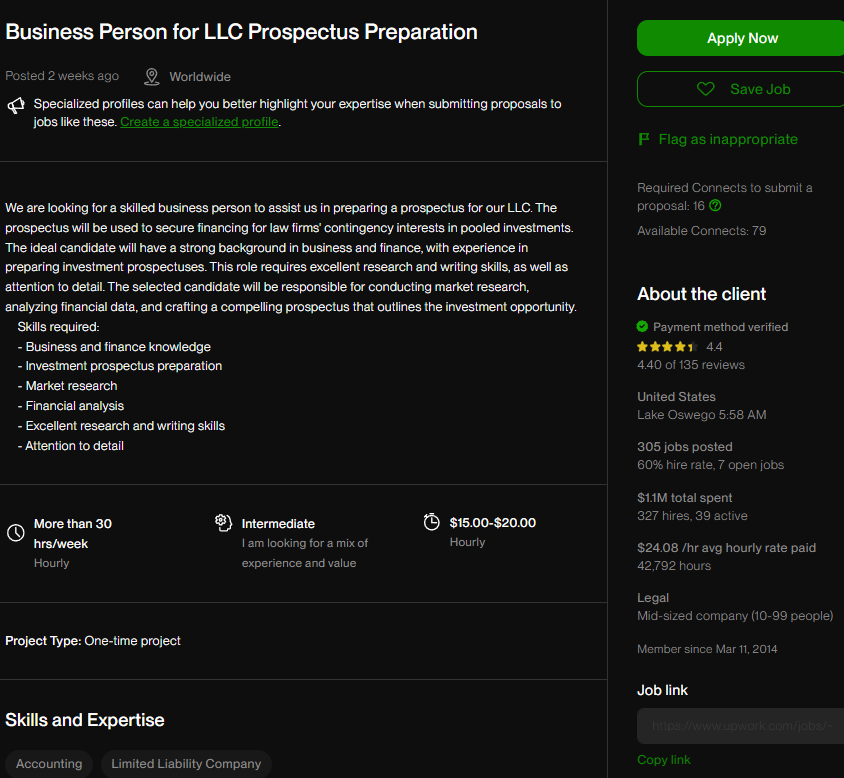 Business Person for LLC Prospectus Preparation
Posted 2 weeks ago Worldwide
Specialized profiles can help you better highlight your expertise when submitting proposals to
jobs like these. Create a specialized profile.
We are looking for a skilled business person to assist us in preparing a prospectus for our LLC. The
prospectus will be used to secure financing for law firms' contingency interests in pooled investments.
The ideal candidate will have a strong background in business and finance, with experience in
preparing investment prospectuses. This role requires excellent research and writing skills, as well as
attention to detail. The selected candidate will be responsible for conducting market research,
analyzing financial data, and crafting a compelling prospectus that outlines the investment opportunity.
Skills required:
- Business and finance knowledge
- Investment prospectus preparation
- Market research
- Financial analysis
- Excellent research and writing skills
- Attention to detail
More than 30
hrs/week
Hourly
Intermediate
I am looking for a mix of
experience and value
$15.00-$20.00
Hourly
Project Type: One-time project
Skills and Expertise
Accounting
Limited Liability Company
Apply Now
Save Job
Flag as inappropriate
Required Connects to submit a
proposal: 16
Available Connects: 79
About the client
Payment method verified
4.4
4.40 of 135 reviews
United States
Lake Oswego 5:58 AM
305 jobs posted
60% hire rate, 7 open jobs
$1.1M total spent
327 hires, 39 active
$24.08 /hr avg hourly rate paid
42,792 hours
Legal
Mid-sized company (10-99 people)
Member since Mar 11, 2014
Job link
https://www.upwork.com/jobs/~
Copy link